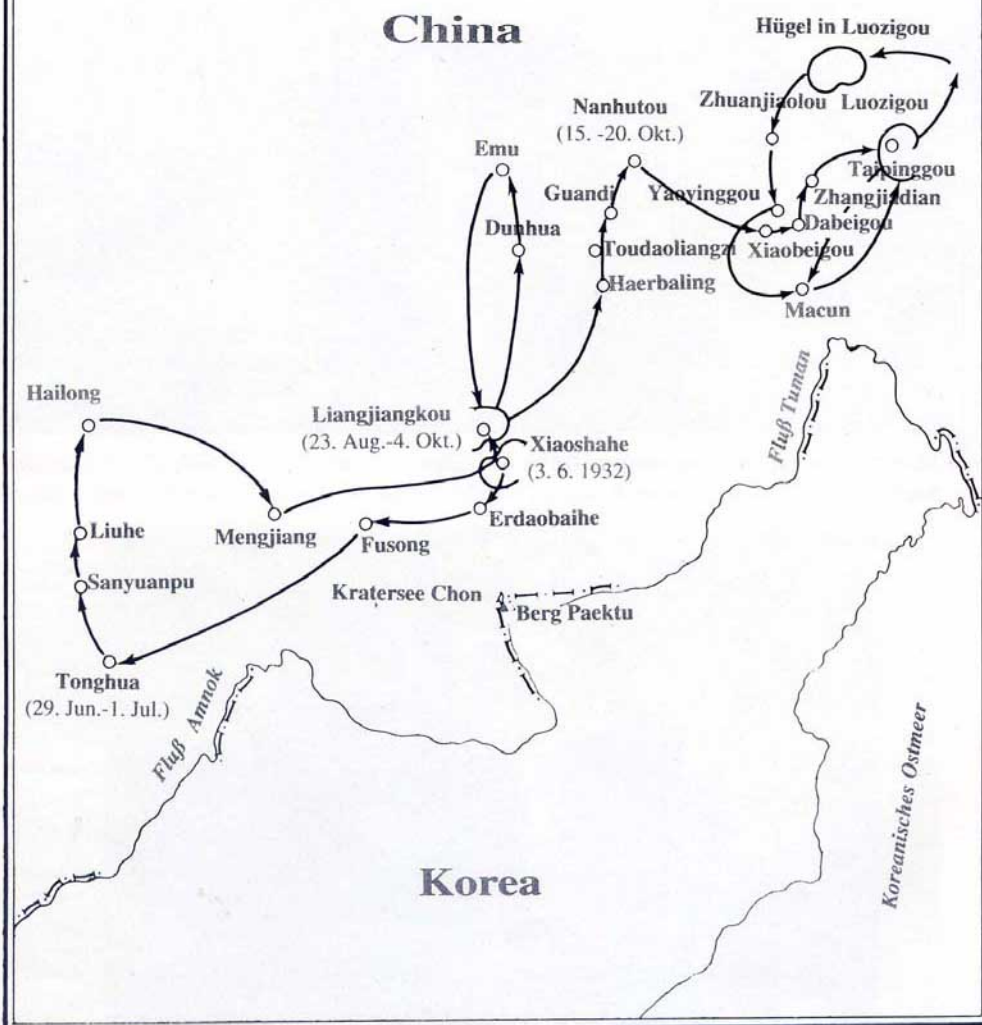 China
Hügel in Luozigou
Zhuanjiaolou
Luozigou
Nanhutou
(15. -20. Okt.)
Emu
Taipinggou
Guandi
Yaoyinggou
Zhangjiadian
Dunhua
Dabeigou
Toudaoliangzi
Xiaobeigou
Haerbaling
Macun
Hailong
Liangjiangkou
(23. Aug.-4. Okt.)
Xiaoshahe
(3. 6. 1932)
Fluß Tuman
Liuhe
Mengjiang
Fusong
Erdaobaihe
Sanyuanpu
Kratersee Chon
Berg Paektu
Tonghua
(29. Jun.-1. Jul.)
Fluß Amnok
Koreanisches Ostmeer
Korea